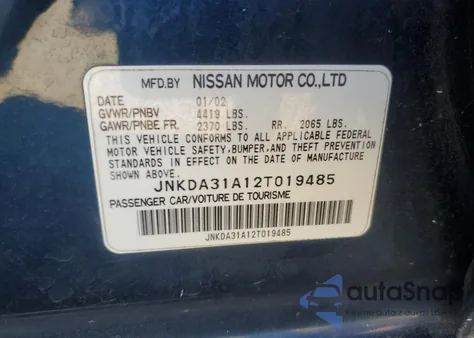 MFD.BY NISSAN MOTOR CO.,LTD
DATE 01/02
GVWR/PNBV 4419 LBS.
GAWR/PNBE FR. 2370 LBS. RR. 2065 LBS.
THIS VEHICLE CONFORMS TO ALL APPLICABLE FEDERAL
MOTOR VEHICLE SAFETY,BUMPER,AND THEFT PREVENTION
STANDARDS IN EFFECT ON THE DATE OF MANUFACTURE
SHOWN ABOVE.
JNKDA31A12T019485
PASSENGER CAR/VOITURE DE TOURISME
JNKDA31A12T019485
autoSnap